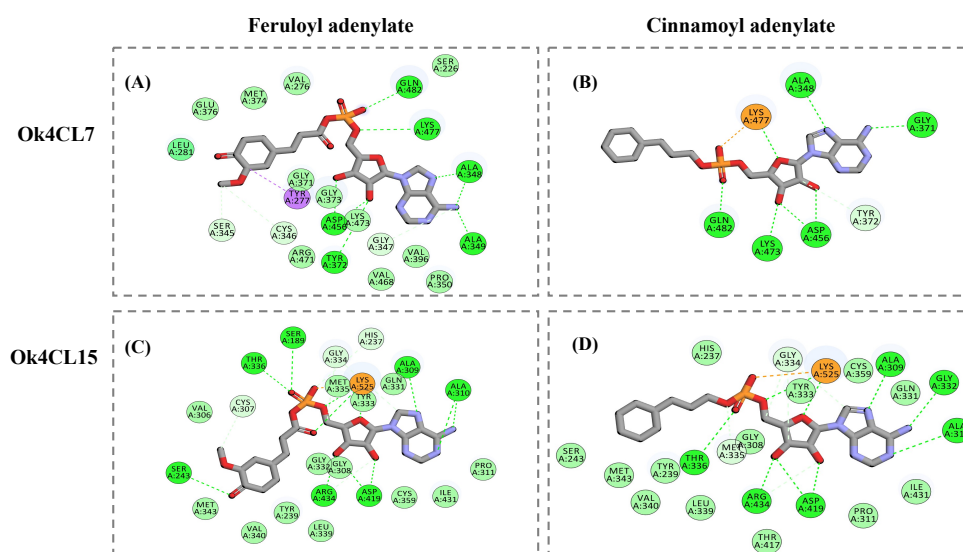 Feruloyl adenylate
Cinnamoyl adenylate
Ok4CL7
(A)
SER
A:226
VAL
A:276
GLN
A:482
MET
A:374
GLU
A:376
LYS
A:477
LEU
A:281
GLY
A:371
ALA
A:348
TYR
A:277
GLY
A:373
ASP
A:456
LYS
A:473
SER
A:345
CYS
A:346
GLY
A:347
ALA
A:349
ARG
A:471
TYR
A:372
VAL
A:396
VAL
A:468
PRO
A:350
(B)
ALA
A:348
LYS
A:477
GLY
A:371
GLN
A:482
LYS
A:473
ASP
A:456
TYR
A:372
Ok4CL15
(C)
SER
A:189
HIS
A:237
THR
A:336
GLY
A:334
ALA
A:309
MET
A:335
LYS
A:525
GLN
A:331
ALA
A:310
VAL
A:306
CYS
A:307
TYR
A:333
SER
A:243
GLY
A:332
GLY
A:308
PRO
A:311
ARG
A:434
ASP
A:419
CYS
A:359
ILE
A:431
MET
A:343
TYR
A:239
VAL
A:340
LEU
A:339
(D)
HIS
A:237
GLY
A:334
LYS
A:525
CYS
A:359
ALA
A:309
GLY
A:332
TYR
A:333
GLN
A:331
SER
A:243
MET
A:335
GLY
A:308
MET
A:343
TYR
A:239
THR
A:336
VAL
A:340
LEU
A:339
ARG
A:434
ASP
A:419
PRO
A:311
ILE
A:431
THR
A:417